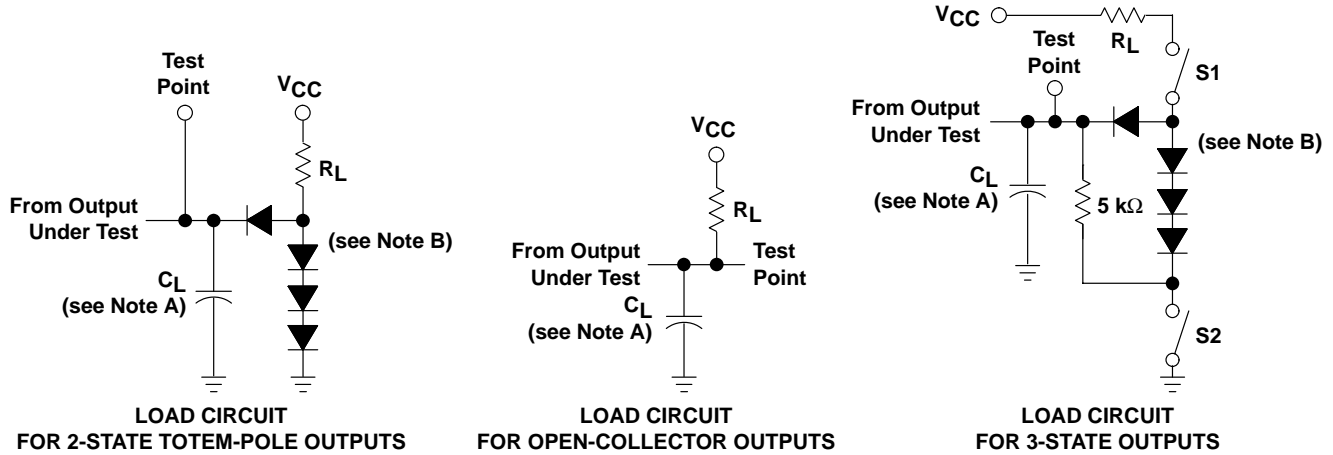 Test
Point
VCC
RL
From Output
Under Test
(see Note B)
CL
(see Note A)
LOAD CIRCUIT
FOR 2-STATE TOTEM-POLE OUTPUTS
VCC
RL
From Output
Under Test
Test
Point
CL
(see Note A)
LOAD CIRCUIT
FOR OPEN-COLLECTOR OUTPUTS
VCC
RL
Test
Point
S1
From Output
Under Test
(see Note B)
CL
(see Note A)
5 kΩ
S2
LOAD CIRCUIT
FOR 3-STATE OUTPUTS